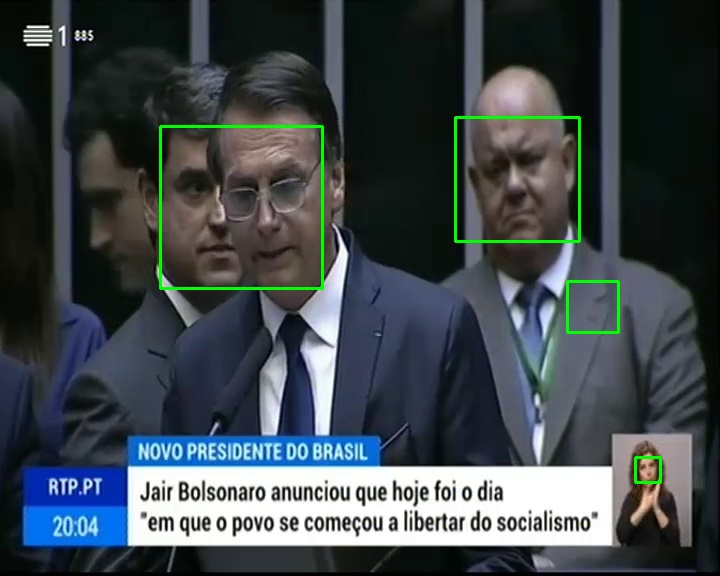 1 885
NOVO PRESIDENTE DO BRASIL
RTP.PT
Jair Bolsonaro anunciou que hoje foi o dia
20:04
"em que o povo se começou a libertar do socialismo"